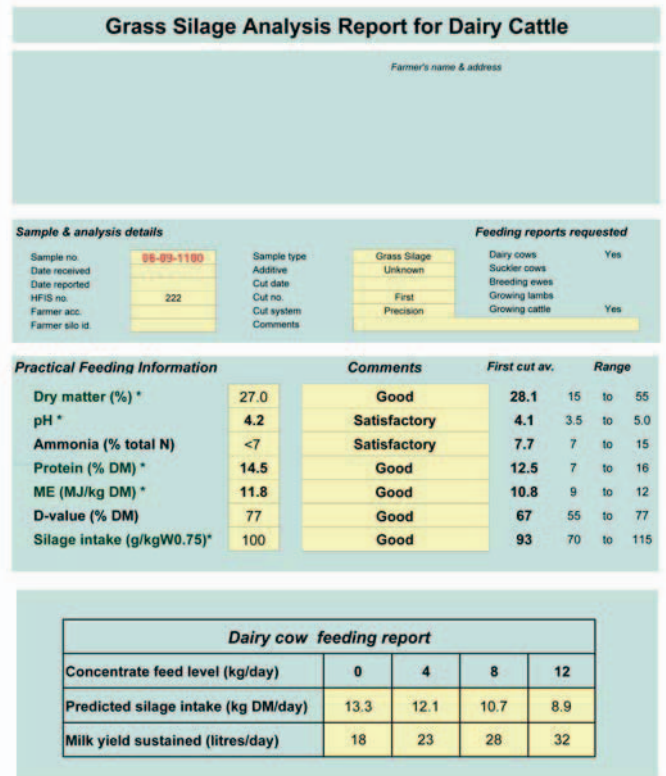 Grass Silage Analysis Report for Dairy Cattle
Farmer's name & address
Sample & analysis details Feeding reports requested
Sample no. 06-09-1100 Sample type Grass Silage Dairy cows Yes
Date received Additive Unknown Suckler cows
Date reported Cut date Breeding ewes
HFIS no. 222 Cut no. First Growing lambs
Farmer acc. Cut system Precision Growing cattle Yes
Farmer silo id. Comments
Practical Feeding Information Comments First cut av. Range
Dry matter (%) * 27.0 Good 28.1 15 to 55
pH * 4.2 Satisfactory 4.1 3.5 to 5.0
Ammonia (% total N) <7 Satisfactory 7.7 7 to 15
Protein (% DM) * 14.5 Good 12.5 7 to 16
ME (MJ/kg DM) * 11.8 Good 10.8 9 to 12
D-value (% DM) 77 Good 67 55 to 77
Silage intake (g/kgW0.75)* 100 Good 93 70 to 115
Dairy cow feeding report
Concentrate feed level (kg/day) 0 4 8 12
Predicted silage intake (kg DM/day) 13.3 12.1 10.7 8.9
Milk yield sustained (litres/day) 18 23 28 32